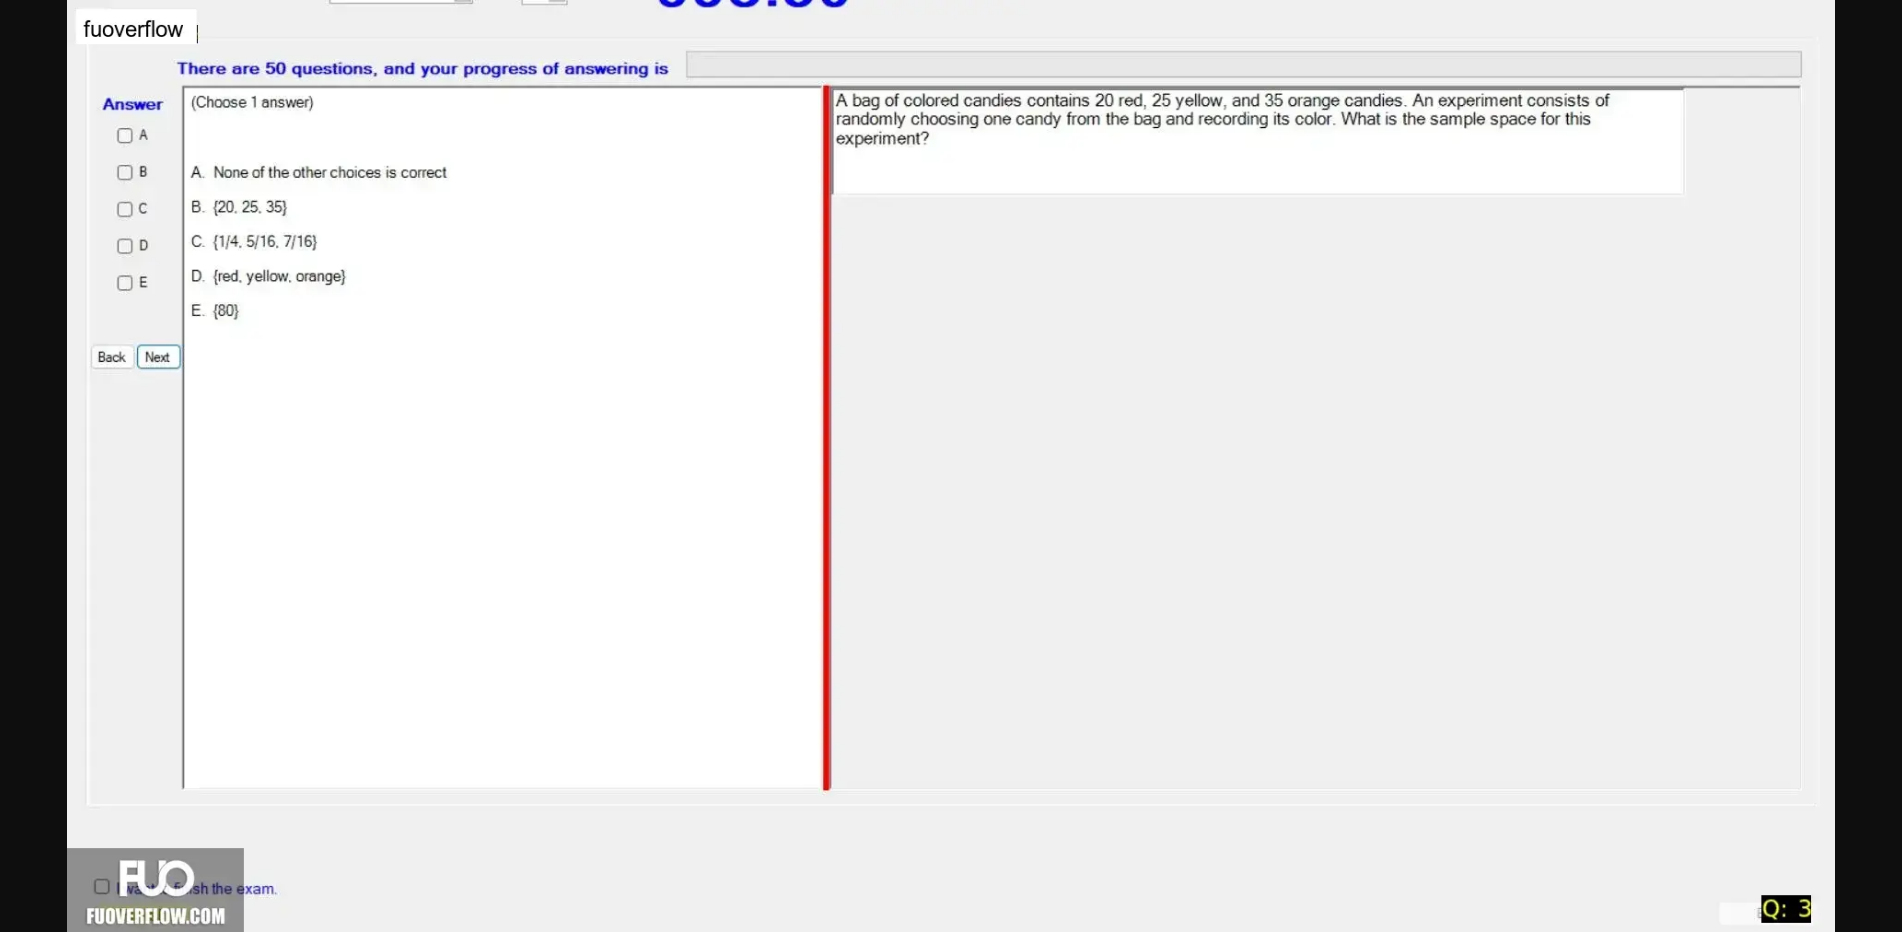 fuoverflow
There are 50 questions, and your progress of answering is
Answer
(Choose 1 answer)
A bag of colored candies contains 20 red, 25 yellow, and 35 orange candies. An experiment consists of
randomly choosing one candy from the bag and recording its color. What is the sample space for this
experiment?
A
B
C
D
E
A. None of the other choices is correct
B. {20, 25, 35}
C. {1/4, 5/16, 7/16}
D. {red, yellow, orange}
E. {80}
Back Next
FUO
the exam.
FUOVERFLOW.COM
Q: 3